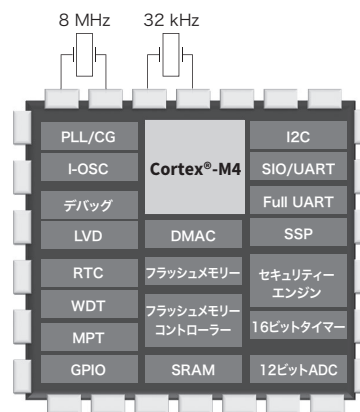 8 MHz
32 kHz
PLL/CG
I-OSC
デバッグ
LVD
RTC
WDT
MPT
GPIO
Cortex®-M4
DMAC
フラッシュメモリー
フラッシュメモリー
コントローラー
SRAM
I2C
SIO/UART
Full UART
SSP
セキュリティー
エンジン
16ビットタイマー
12ビットADC